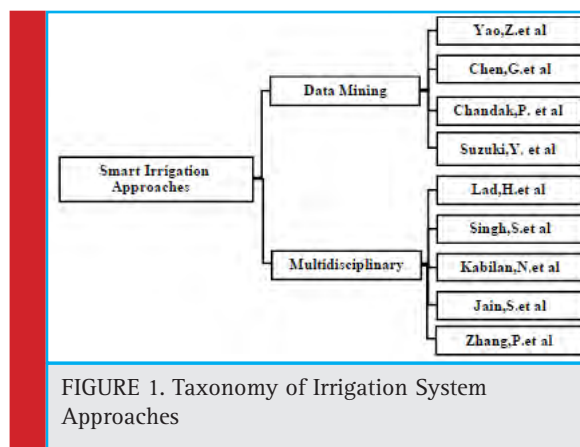 Yao,Z.et al
Chen,G.et al
Data Mining
Chandak,P. et al
Suzuki,Y. et al
Smart Irrigation
Approaches
Lad,H.et al
Singh,S.et al
Multidisciplinary
Kabilan,N.et al
Jain,S.et al
Zhang,P.et al
FIGURE 1. Taxonomy of Irrigation System
Approaches